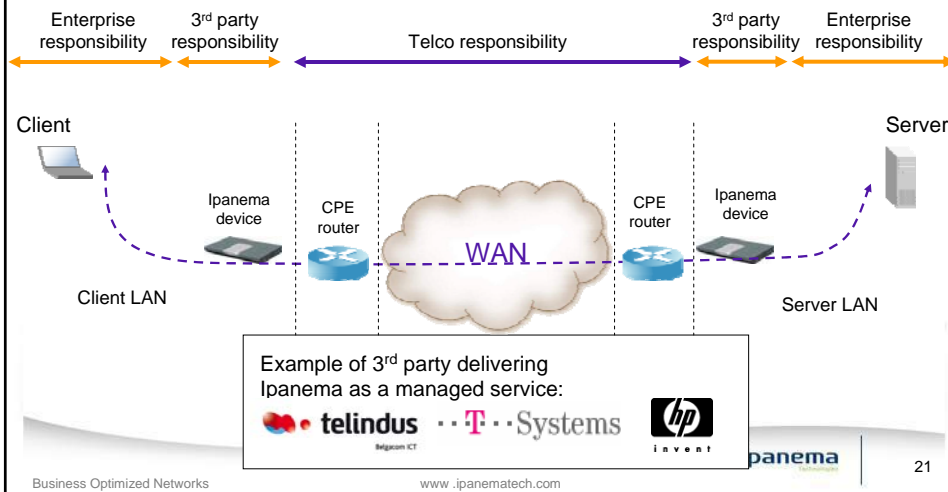 Enterprise
responsibility
3rd party
responsibility
Telco responsibility
3rd party
responsibility
Enterprise
responsibility
Client
Server
Ipanema
device
CPE
router
WAN
CPE
router
Ipanema
device
Client LAN
Server LAN
Example of 3rd party delivering
Ipanema as a managed service:
telindus
Belgacom ICT
T Systems
hp
invent
panema
Technologies
Business Optimized Networks
www .ipanematech.com
21